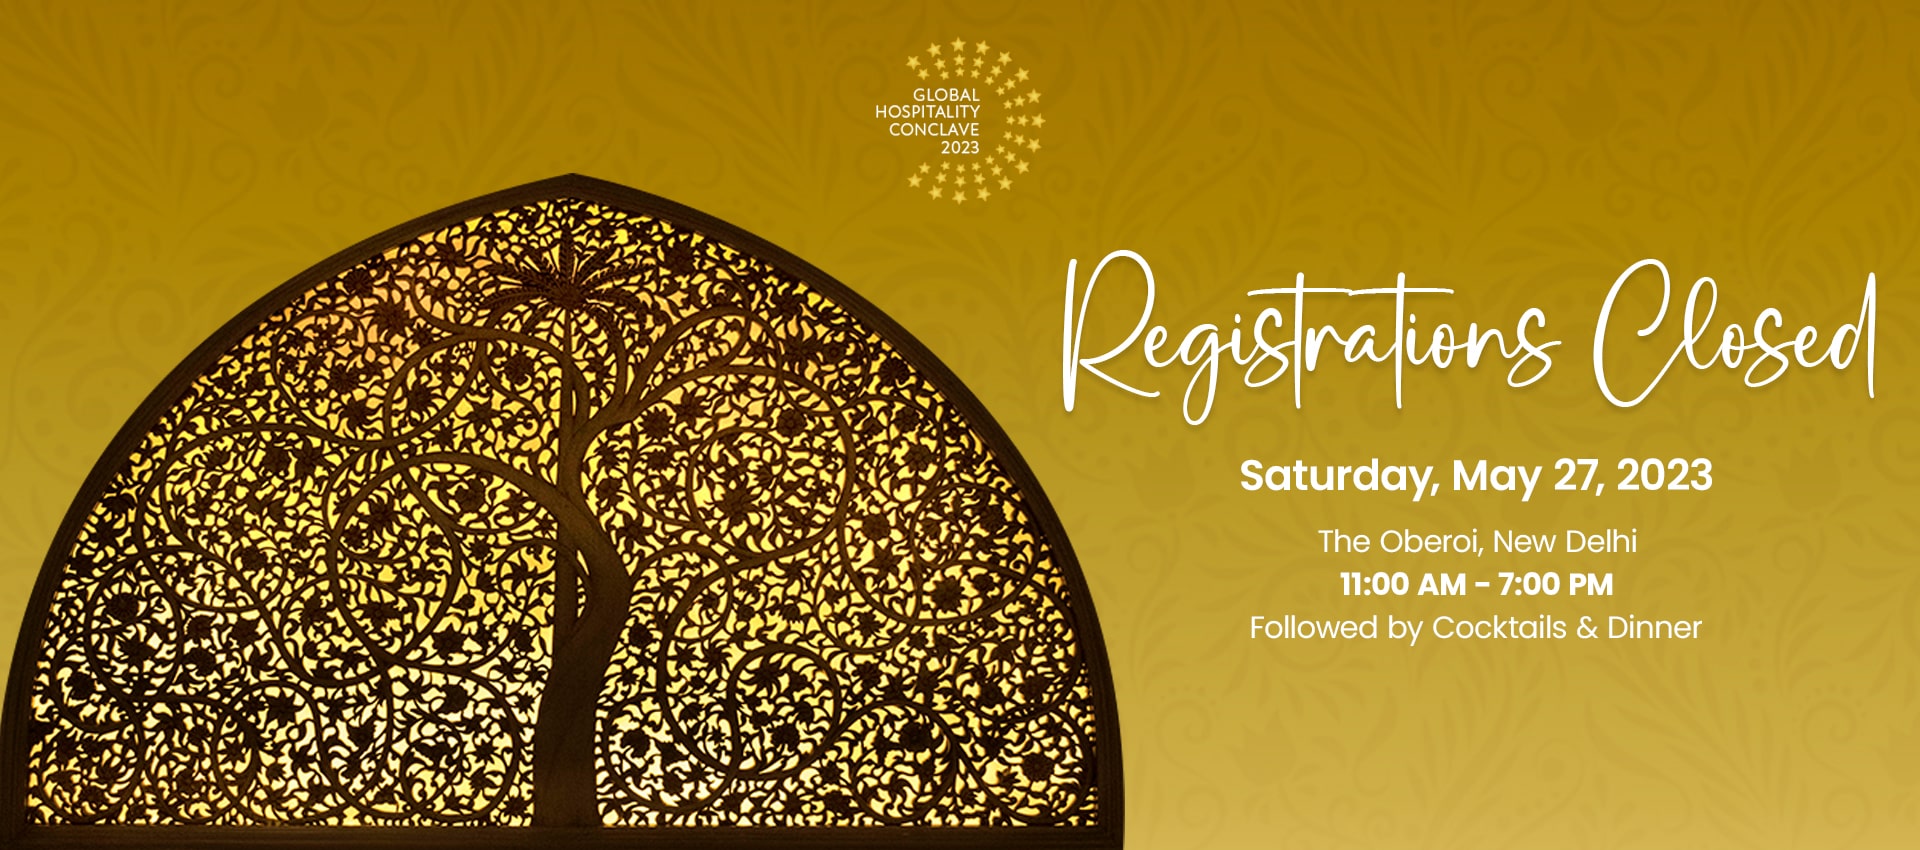 GLOBAL
HOSPITALITY
CONCLAVE
2023
Registrations Closed
Saturday, May 27, 2023
The Oberoi, New Delhi
11:00 AM - 7:00 PM
Followed by Cocktails & Dinner